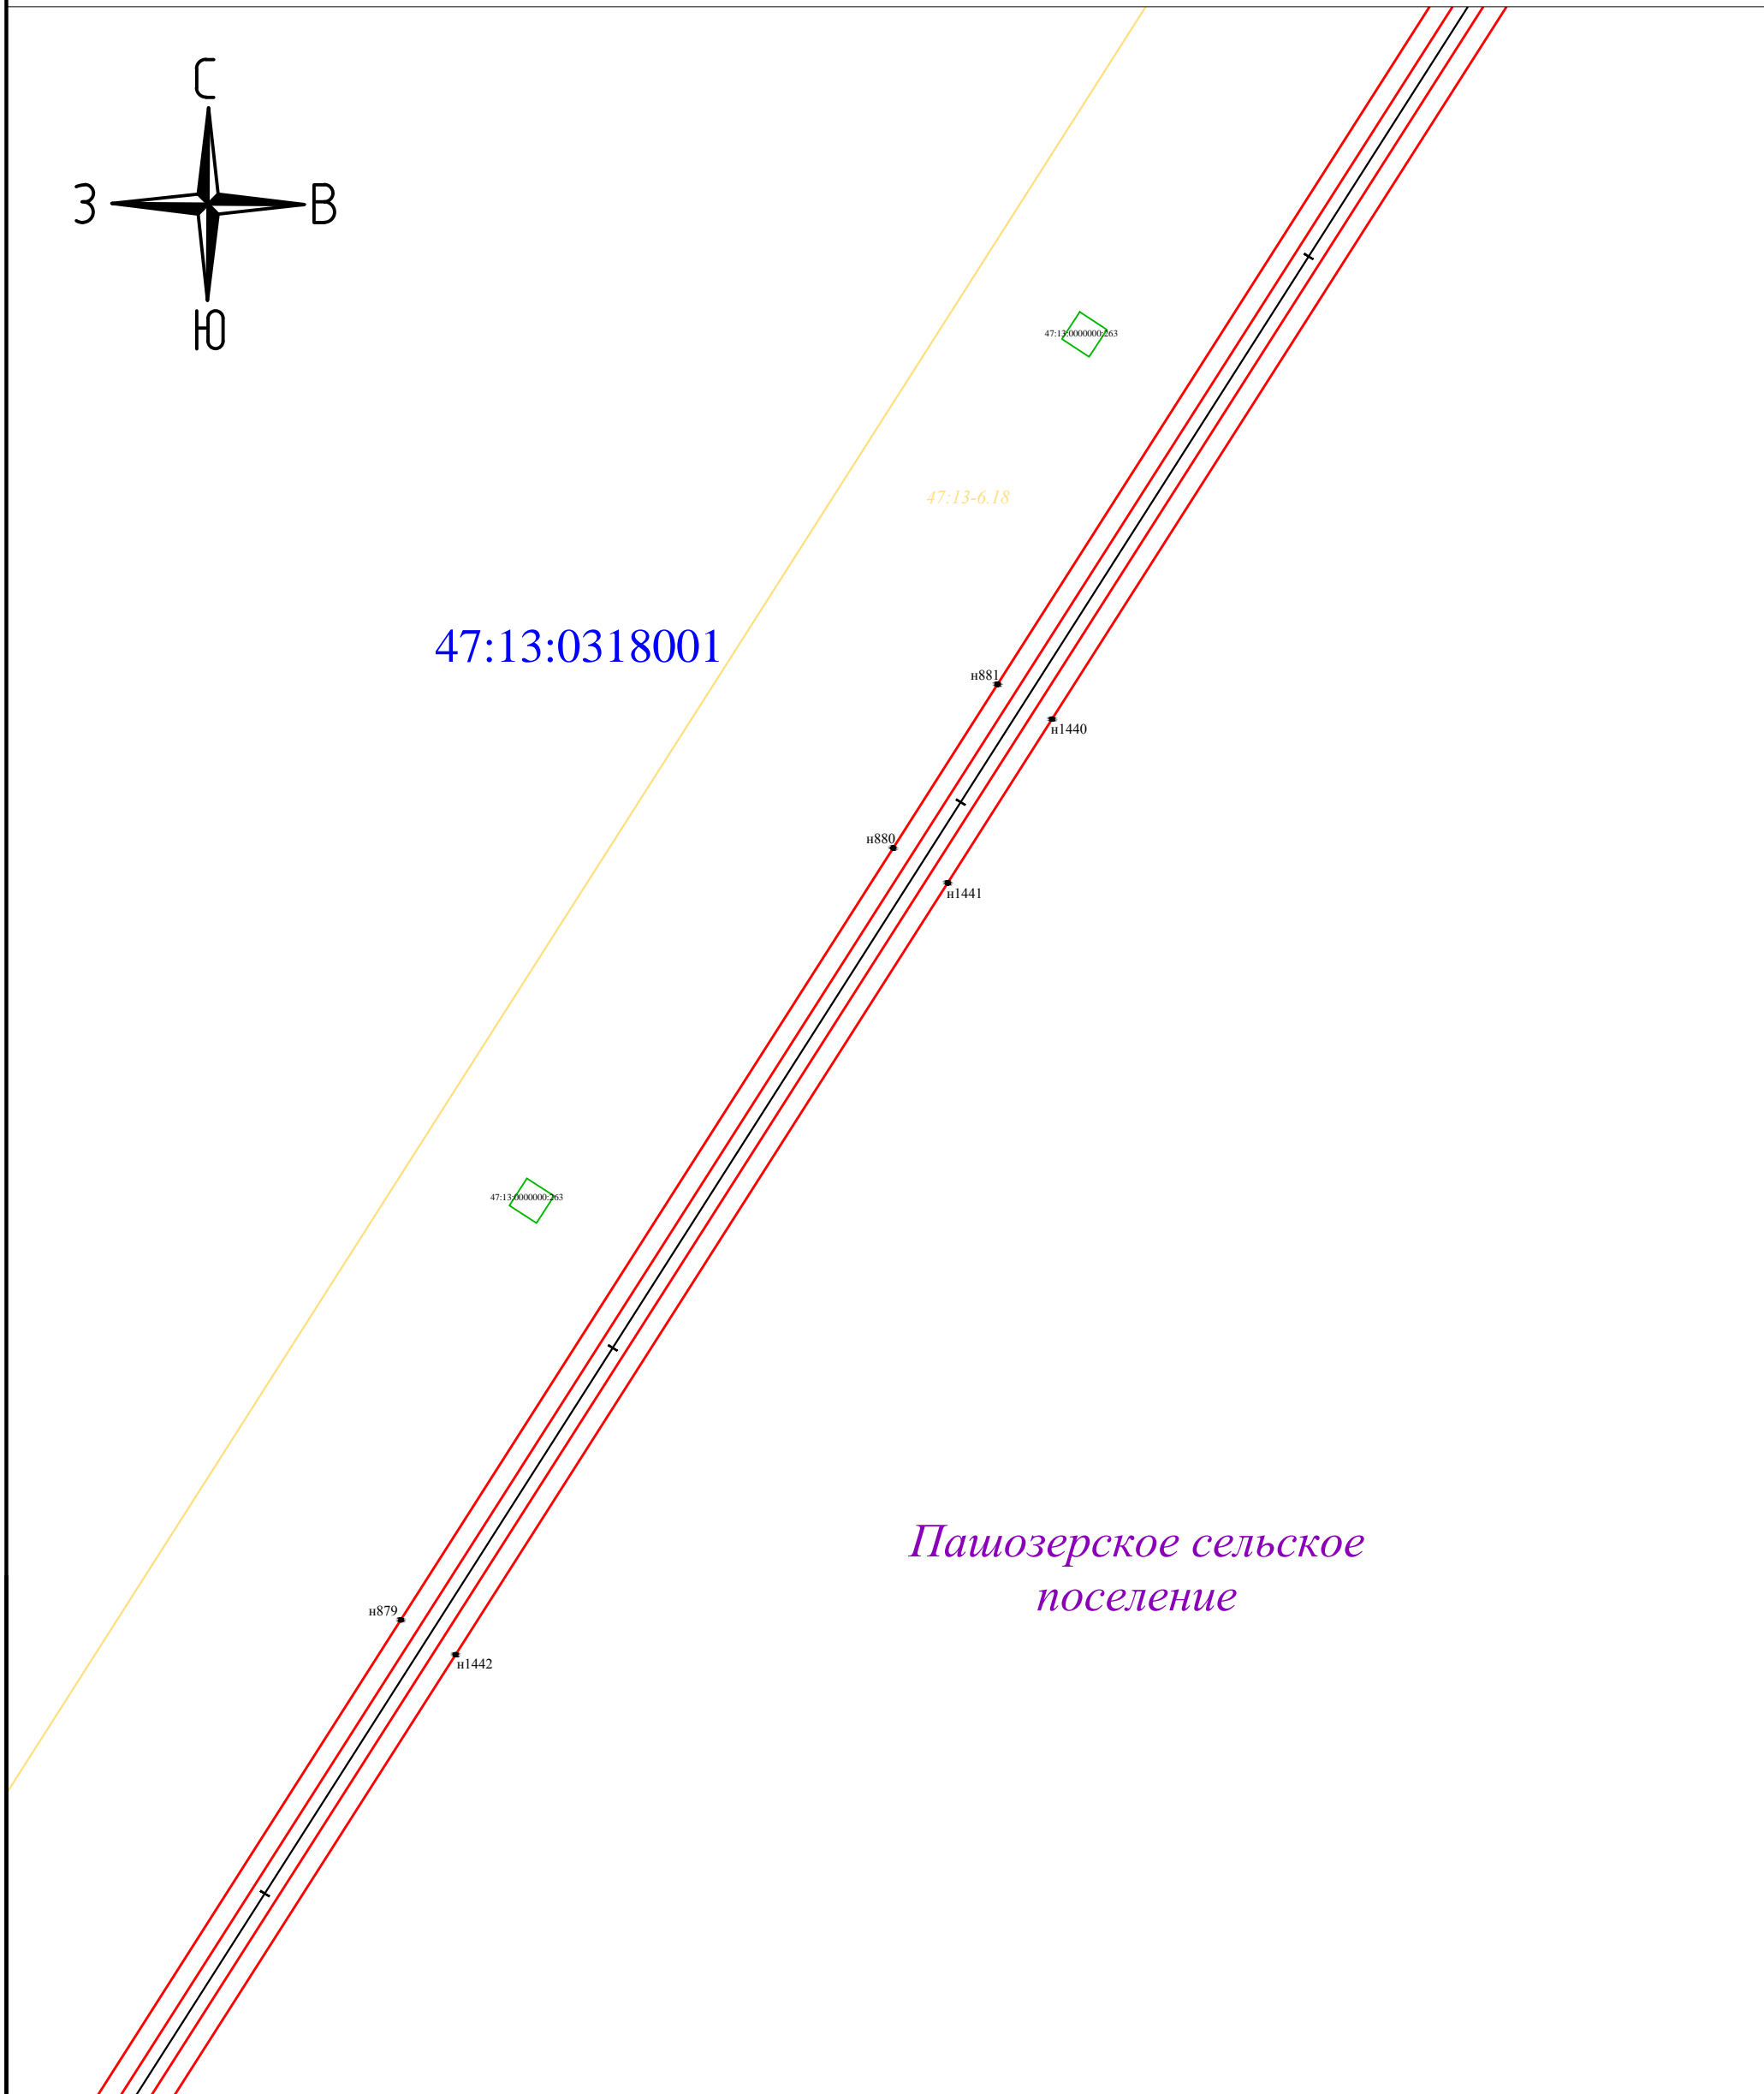 С
З
В
Ю
47:13:0000000:263
47:13-6.18
47:13:0318001
н881
н1440
н880
н1441
47:13:0000000:263
Пашозерское сельское
поселение
н879
н1442